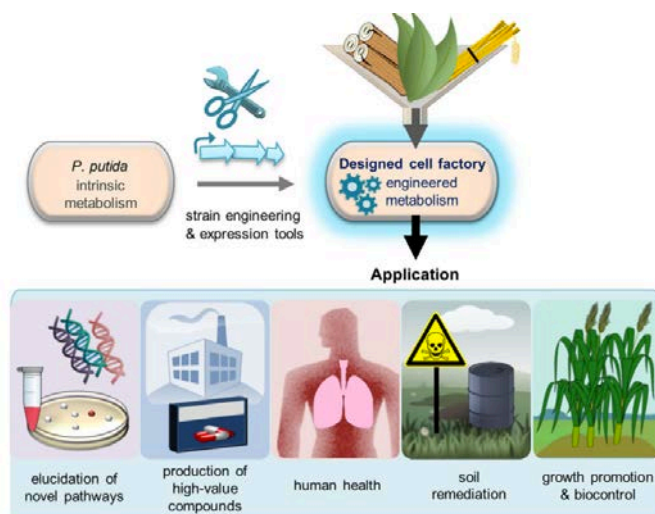 P. putida
intrinsic
metabolism
strain engineering
& expression tools
Designed cell factory
engineered
metabolism
Application
elucidation of
novel pathways
production of
high-value
compounds
human health
soil
remediation
growth promotion
& biocontrol